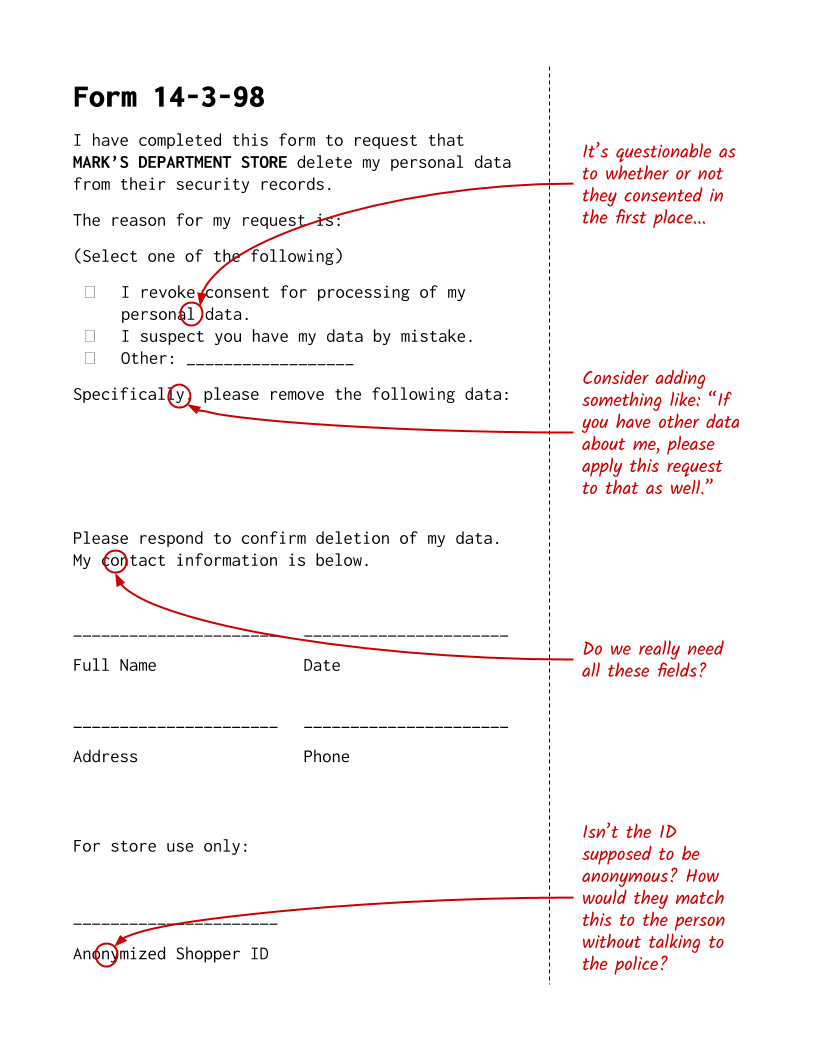 Form 14-3-98
I have completed this form to request that
MARK'S DEPARTMENT STORE delete my personal data
from their security records.
The reason for my request is:
(Select one of the following)
☐ I revoke consent for processing of my
personal data.
☐ I suspect you have my data by mistake.
☐ Other: __________________
Specifically, please remove the following data:
Please respond to confirm deletion of my data.
My contact information is below.
______________________ ______________________
Full Name Date
______________________ ______________________
Address Phone
For store use only:
______________________
Anonymized Shopper ID
It's questionable as
to whether or not
they consented in
the first place...
Consider adding
something like: “If
you have other data
about me, please
apply this request
to that as well.”
Do we really need
all these fields?
Isn't the ID
supposed to be
anonymous? How
would they match
this to the person
without talking to
the police?